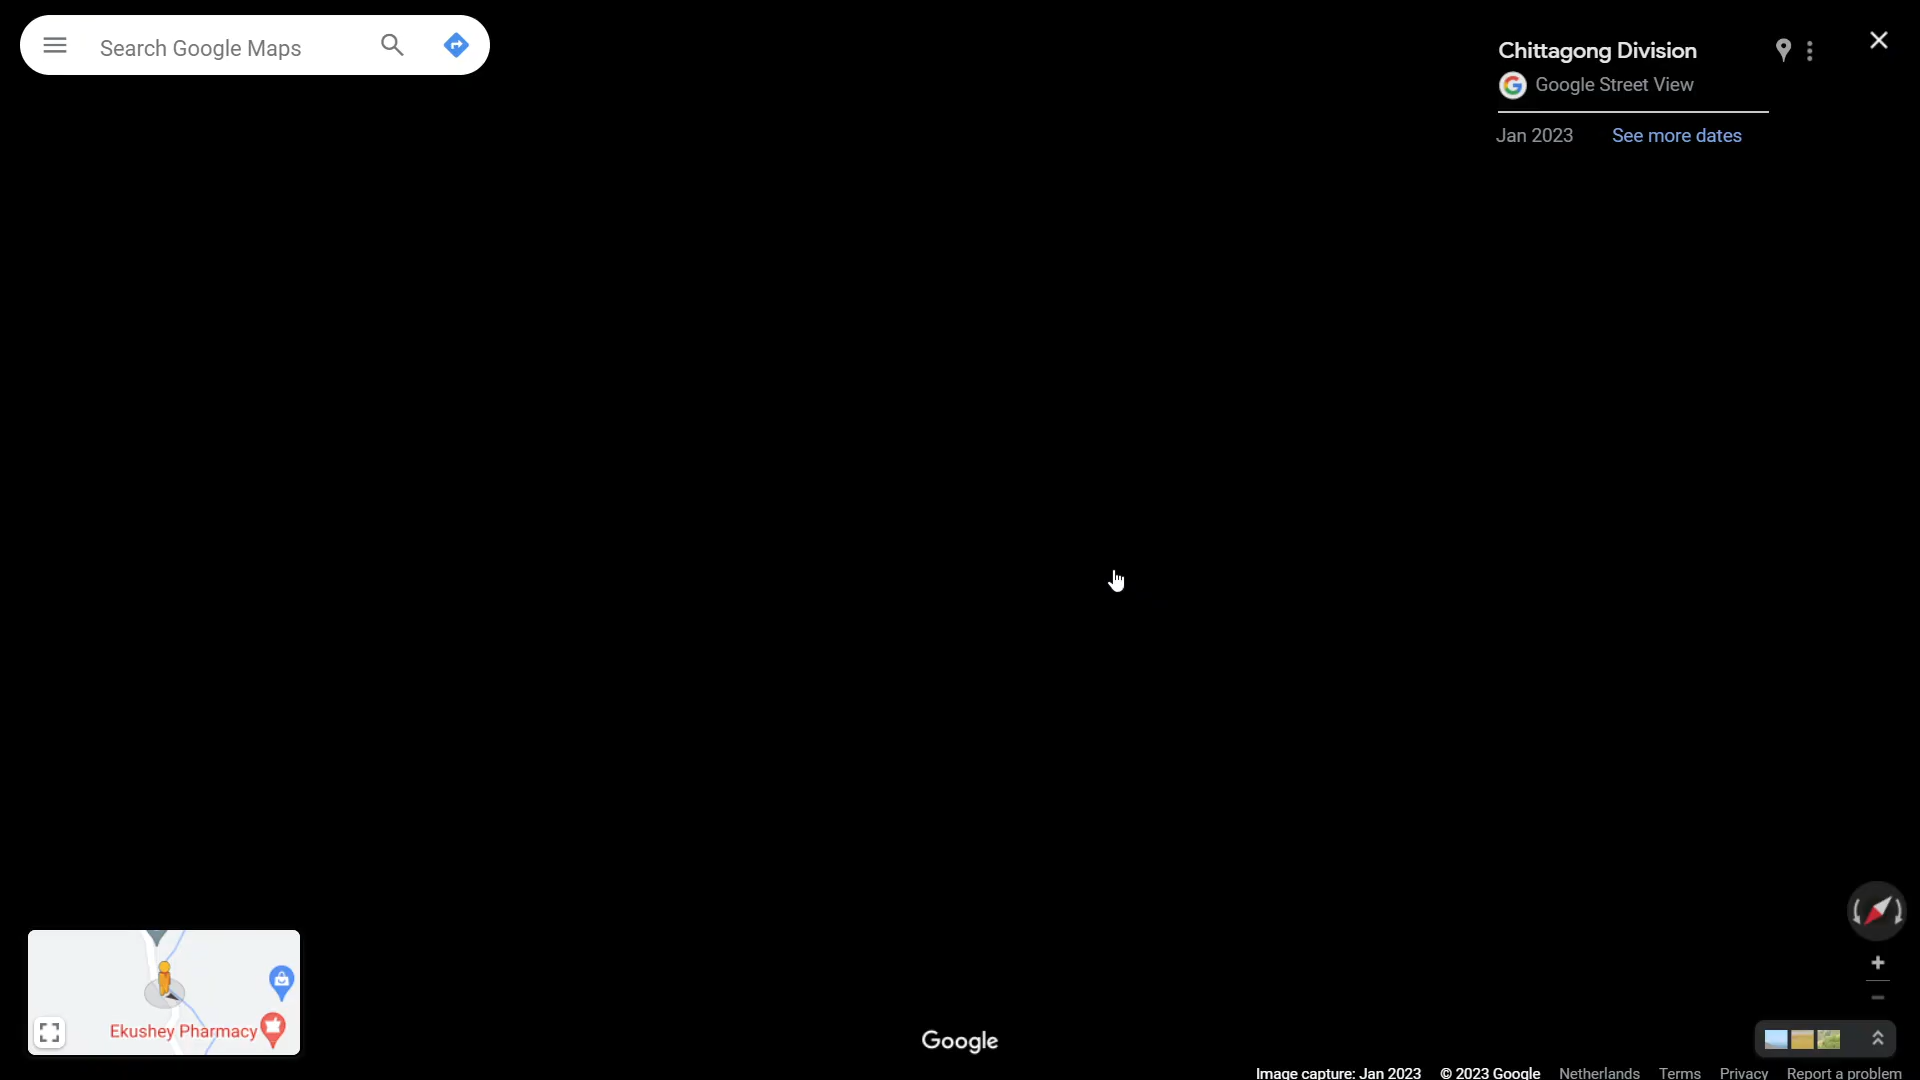 Search Google Maps
Chittagong Division
Google Street View
Jan 2023 See more dates
Ekushey Pharmacy
Google
Image capture: Jan 2023 © 2023 Google Netherlands Terms Privacy Report a problem